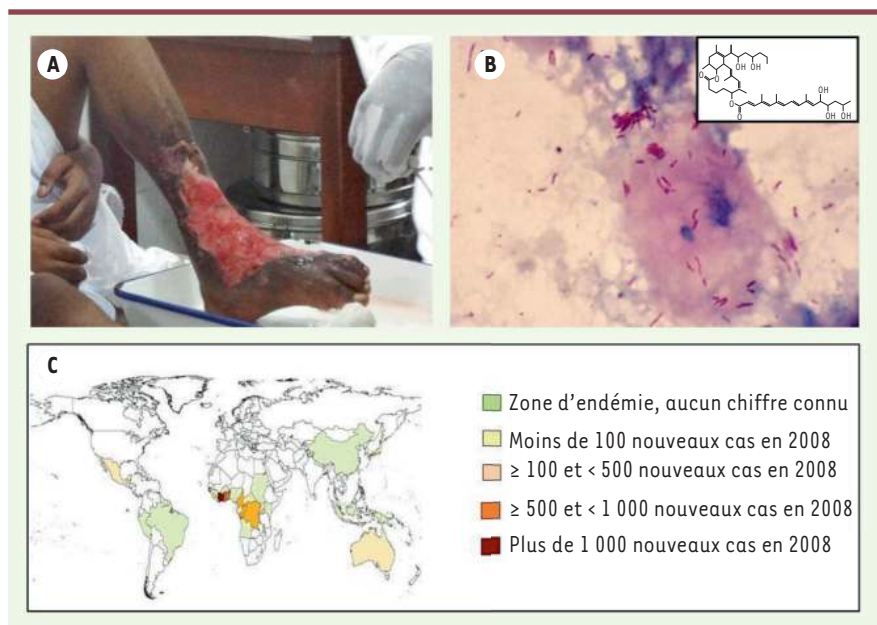 A
B
OH OH
O
O
O
O
OH
OH OH
C
Zone d'endémie, aucun chiffre connu
Moins de 100 nouveaux cas en 2008
≥ 100 et < 500 nouveaux cas en 2008
≥ 500 et < 1 000 nouveaux cas en 2008
Plus de 1 000 nouveaux cas en 2008